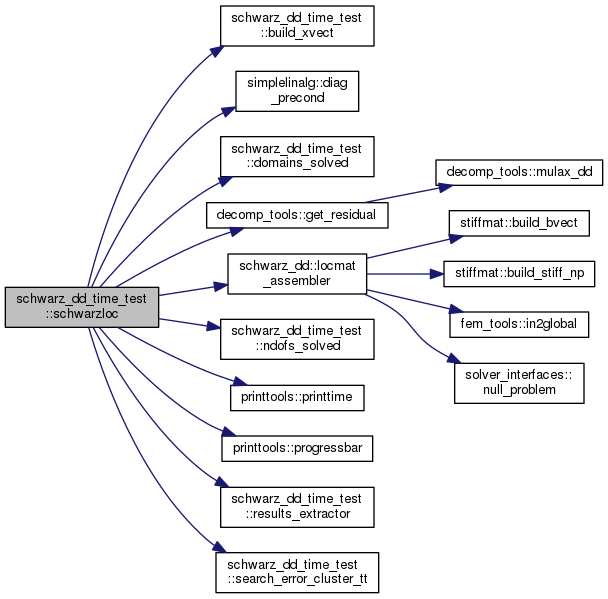 schwarz_dd_time_test
::schwarzloc
schwarz_dd_time_test
::build_xvect
simplelinalg::diag
_precond
schwarz_dd_time_test
::domains_solved
decomp_tools::get_residual
decomp_tools::mulax_dd
schwarz_dd::locmat
_assembler
stiffmat::build_bvect
stiffmat::build_stiff_np
fem_tools::in2global
solver_interfaces::
null_problem
schwarz_dd_time_test
::ndofs_solved
printtools::printtime
printtools::progressbar
schwarz_dd_time_test
::results_extractor
schwarz_dd_time_test
::search_error_cluster_tt